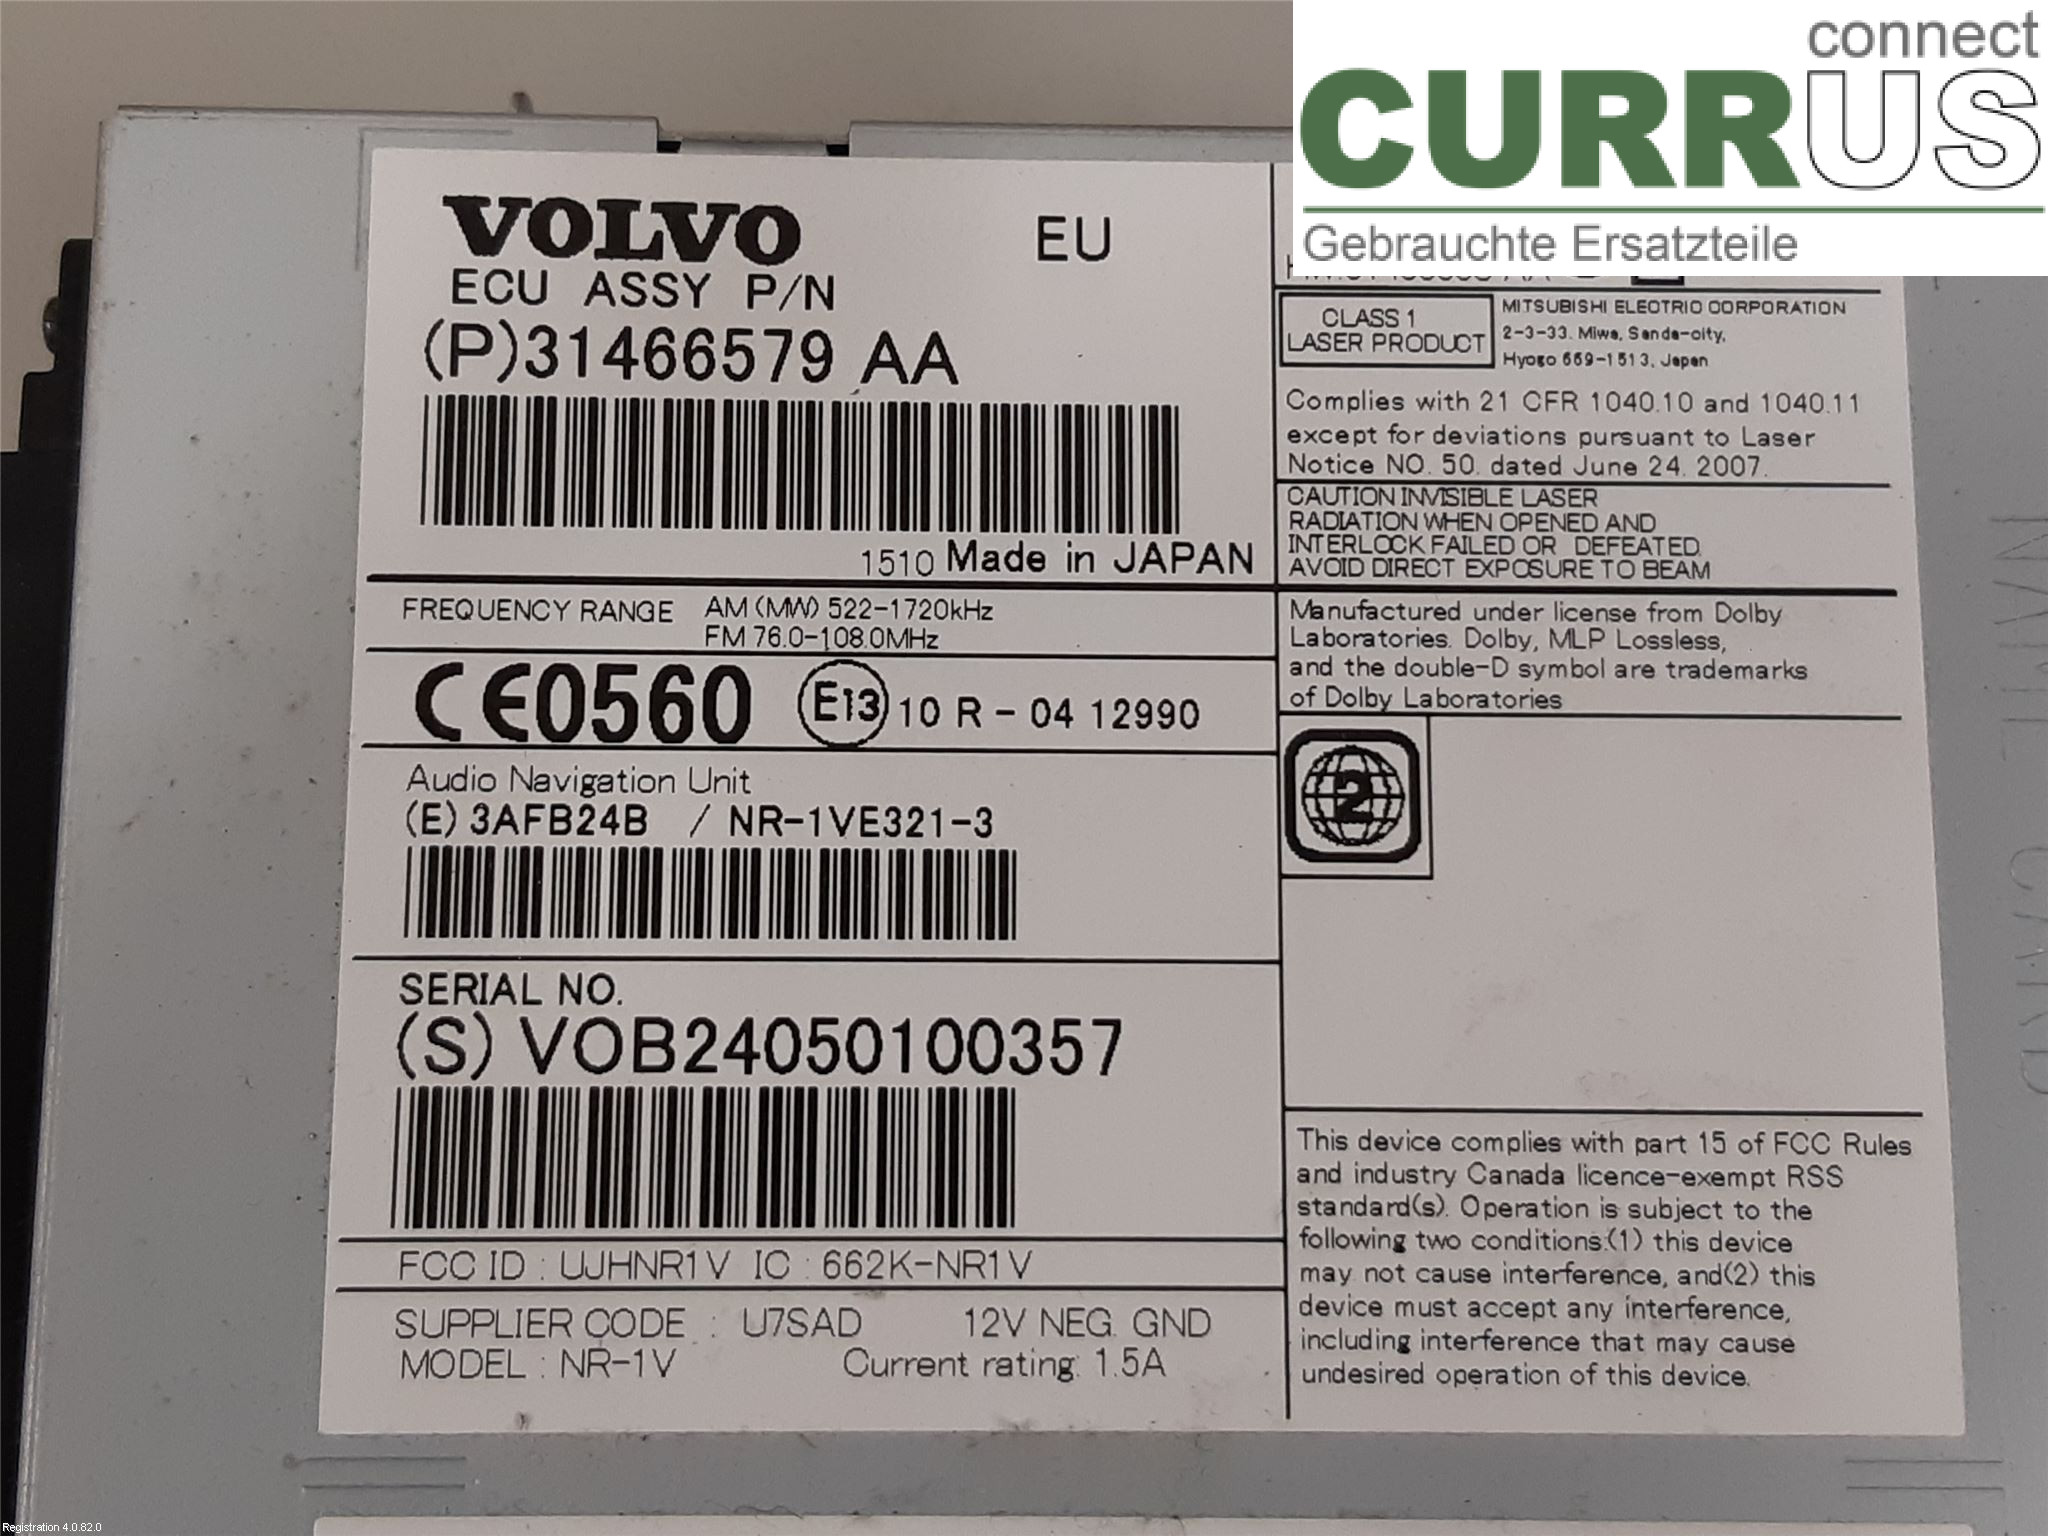 connect
CURRUS
Gebrauchte Ersatzteile
VOLVO EU
ECU ASSY P/N
(P)31466579 AA
1510 Made in JAPAN
FREQUENCY RANGE AM(MW) 522-1720kHz
FM 76.0-108.0MHz
CE0560 E13 10 R - 04 12990
Audio Navigation Unit
(E) 3AFB24B / NR-1VE321-3
SERIAL NO.
(S) VOB24050100357
FCC ID : UJHNR1V IC : 662K-NR1V
SUPPLIER CODE : U7SAD 12V NEG. GND
MODEL : NR-1V Current rating: 1.5A
CLASS 1
LASER PRODUCT
MITSUBISHI ELECTRIC CORPORATION
2-3-33. Miwa, Sanda-city,
Hyogo 669-1513, Japan
Complies with 21 CFR 1040.10 and 1040.11
except for deviations pursuant to Laser
Notice NO. 50. dated June 24. 2007.
CAUTION INVISIBLE LASER
RADIATION WHEN OPENED AND
INTERLOCK FAILED OR DEFEATED.
AVOID DIRECT EXPOSURE TO BEAM
Manufactured under license from Dolby
Laboratories. Dolby, MLP Lossless,
and the double-D symbol are trademarks
of Dolby Laboratories
2
This device complies with part 15 of FCC Rules
and industry Canada licence-exempt RSS
standard(s). Operation is subject to the
following two conditions:(1) this device
may not cause interference, and(2) this
device must accept any interference,
including interference that may cause
undesired operation of this device.
Registration 4.0.82.0